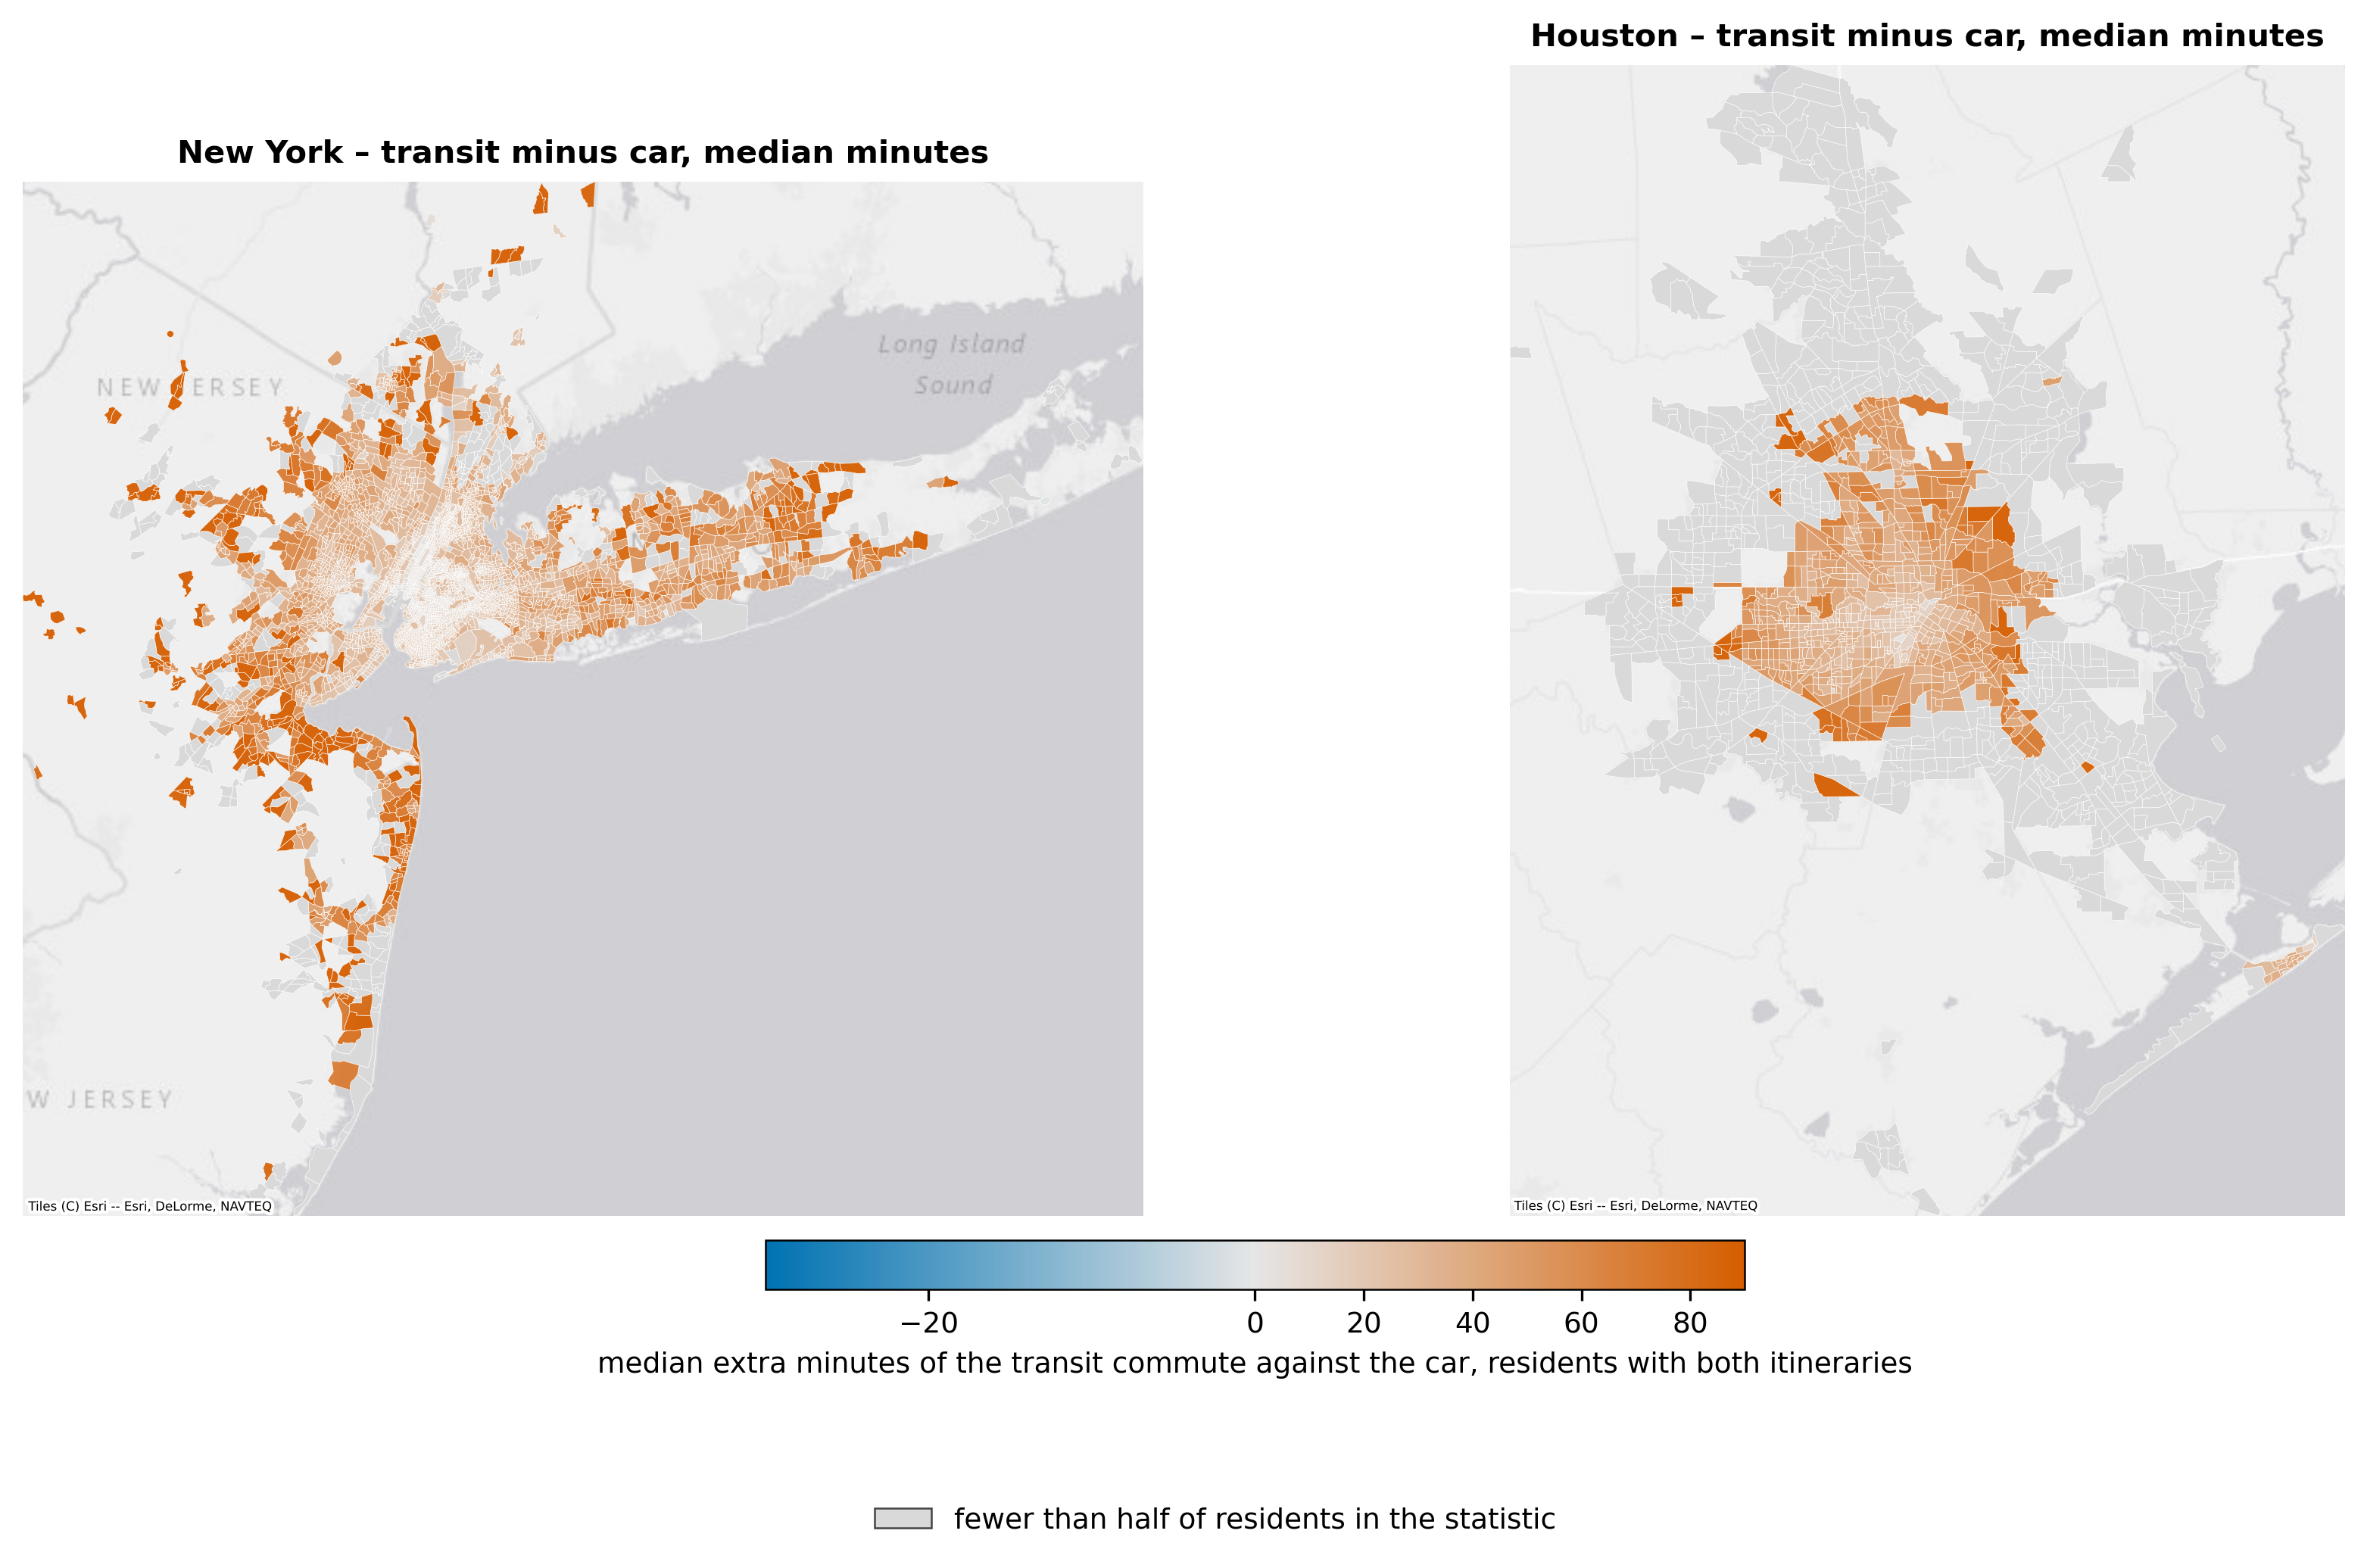 Houston – transit minus car, median minutes
New York – transit minus car, median minutes
Long Island
Sound
NEW JERSEY
W JERSEY
Tiles (C) Esri -- Esri, DeLorme, NAVTEQ
Tiles (C) Esri -- Esri, DeLorme, NAVTEQ
−20 0 20 40 60 80
median extra minutes of the transit commute against the car, residents with both itineraries
fewer than half of residents in the statistic